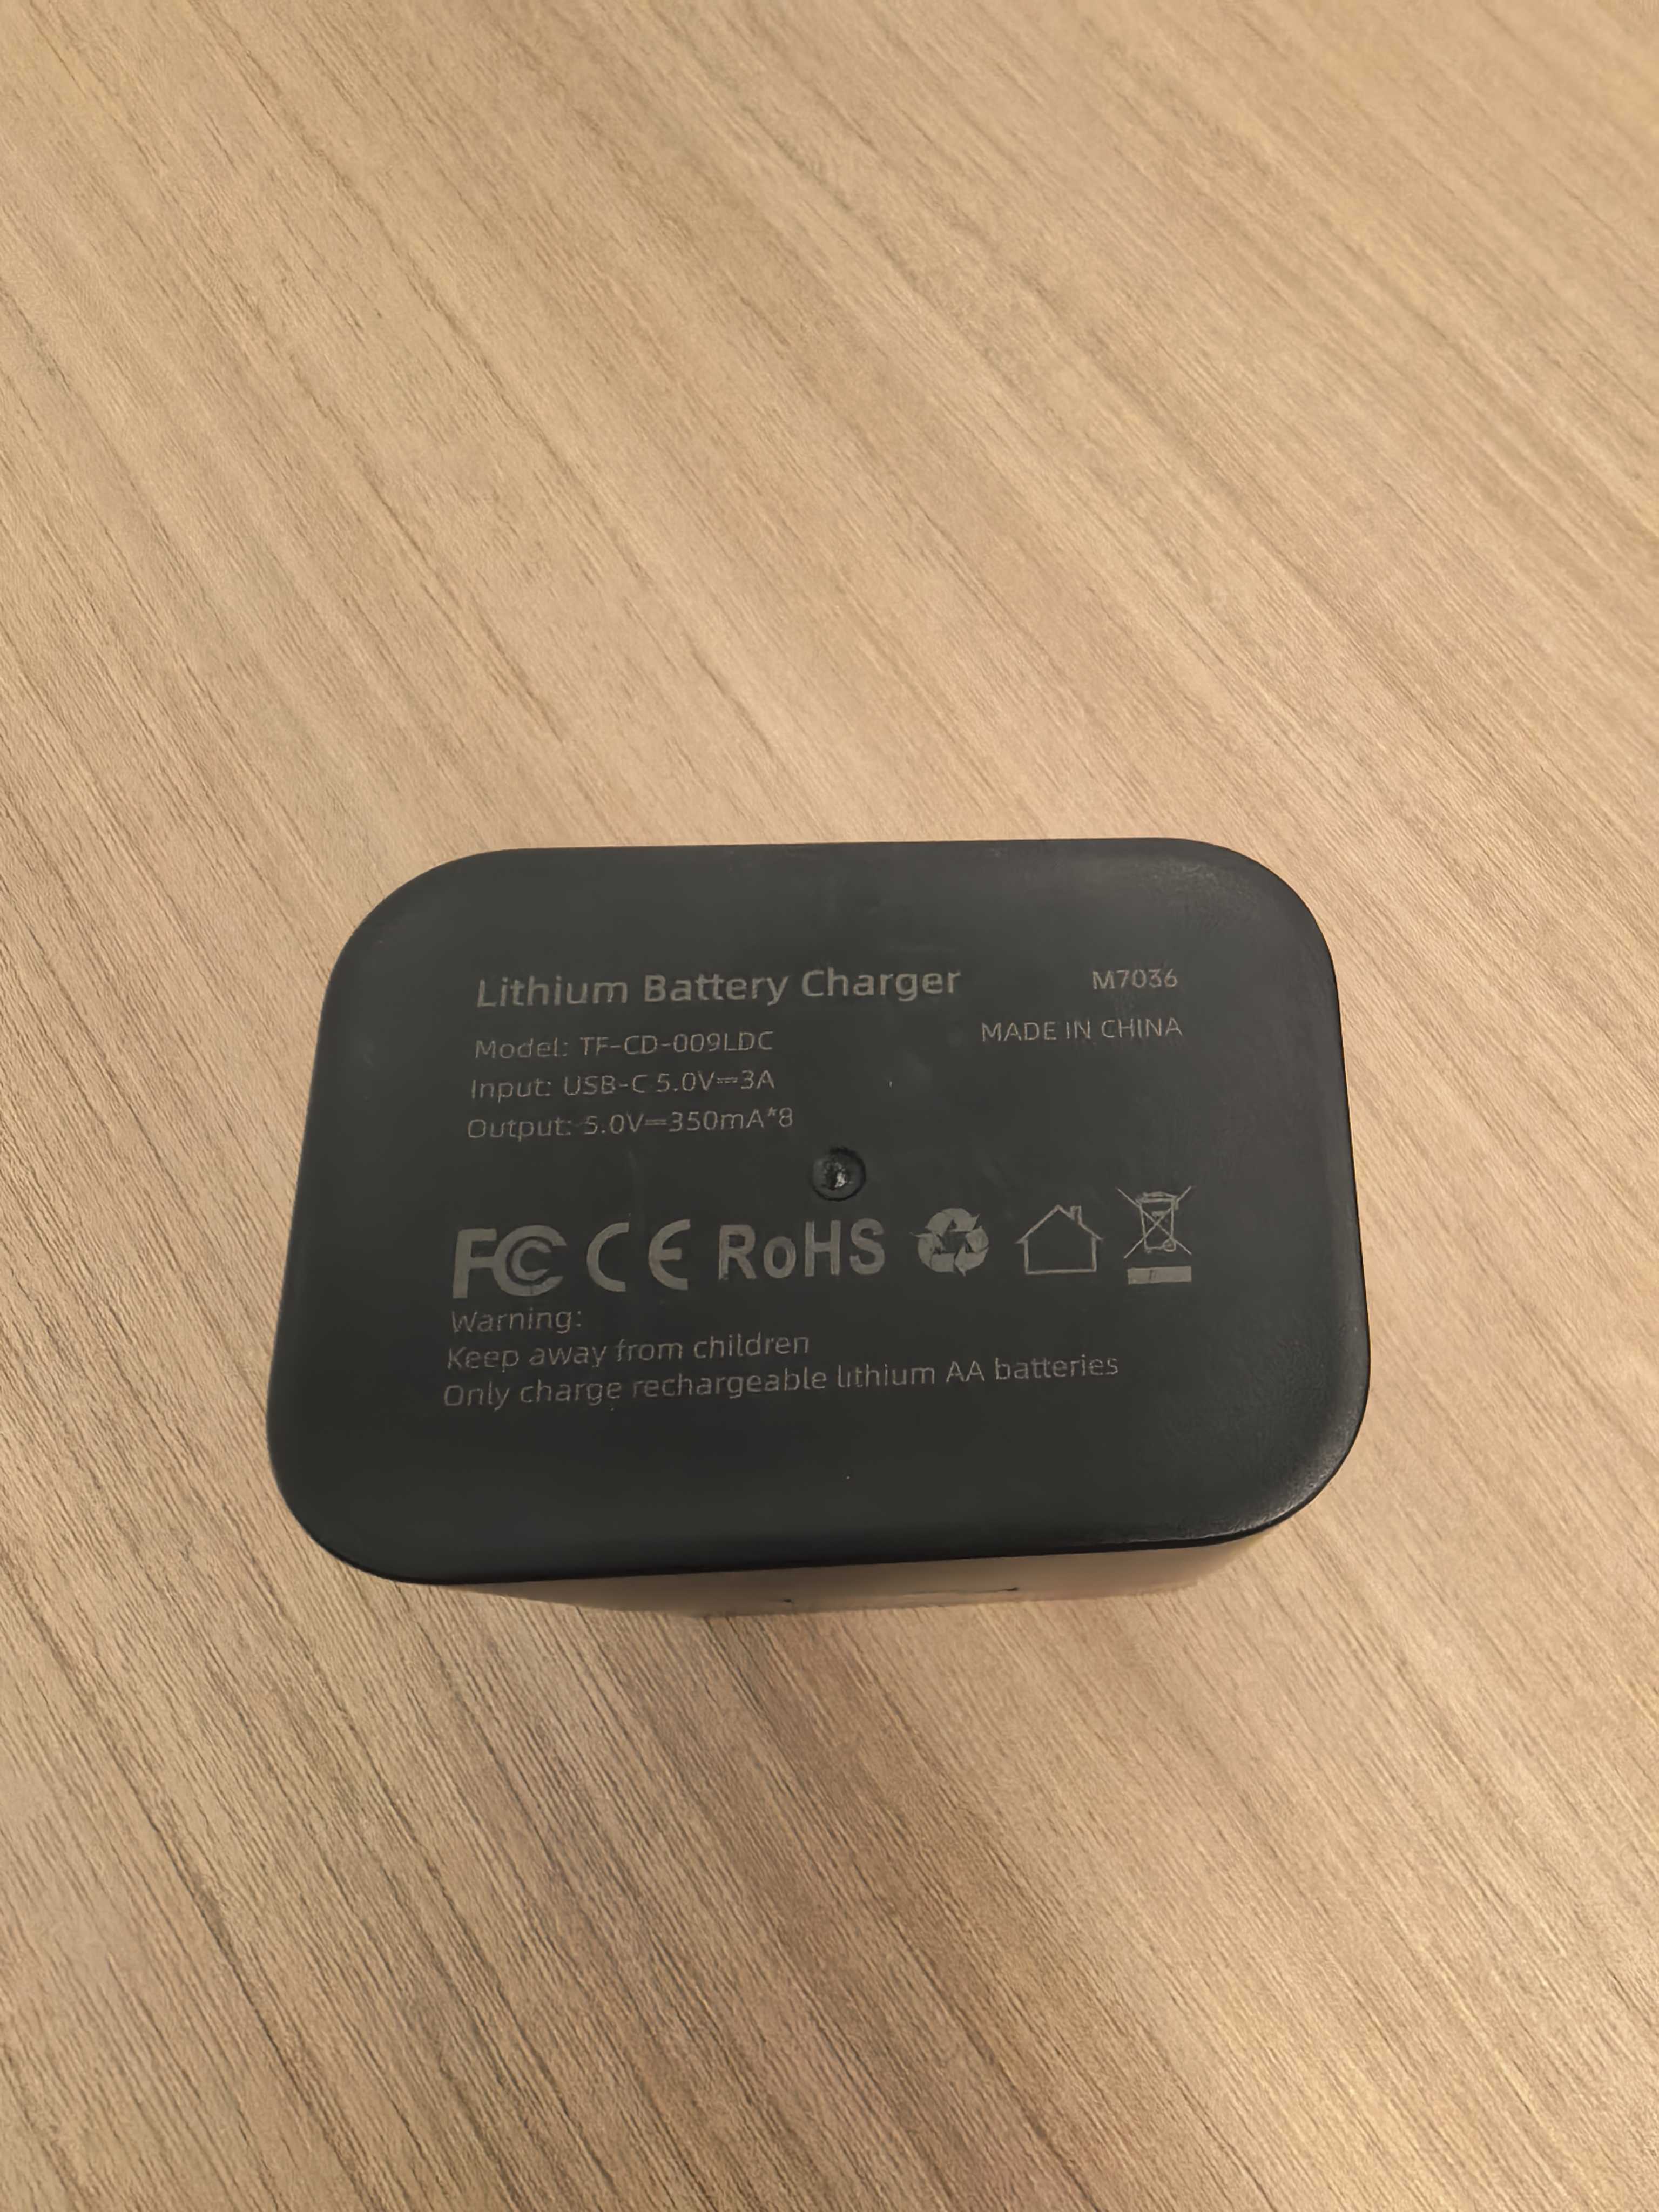 Lithium Battery Charger
M7036
Model: TF-CD-009LDC
MADE IN CHINA
Input: USB-C 5.0V⎓3A
Output: 5.0V⎓350mA*8
FC CE RoHS
Warning:
Keep away from children
Only charge rechargeable lithium AA batteries